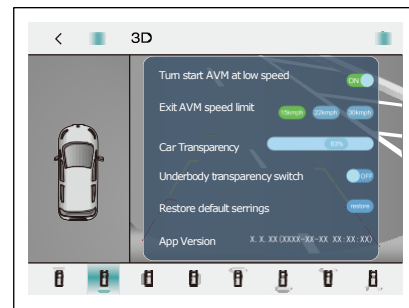 3D
Turn start AVM at low speed
ON
Exit AVM speed limit
15kmph 22kmph 30kmph
Car Transparency
83%
Underbody transparency switch
OFF
Restore default serrings
restore
App Version
X.X.XX(XXXX-XX-XX XX:XX:XX)